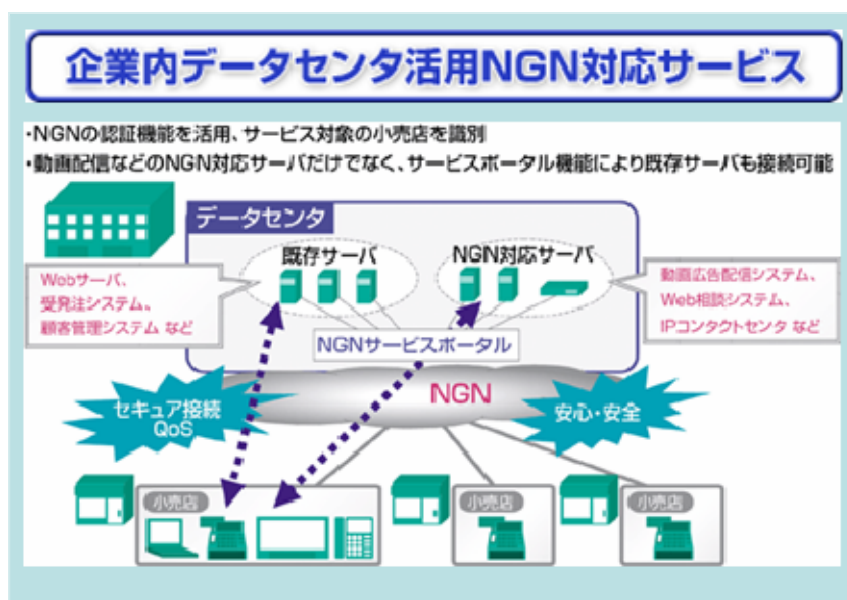 企業内データセンタ活用NGN対応サービス
・NGNの認証機能を活用、サービス対象の小売店を識別
・動画配信などのNGN対応サーバだけでなく、サービスポータル機能により既存サーバも接続可能
データセンタ
既存サーバ
NGN対応サーバ
Webサーバ、
受発注システム、
顧客管理システム など
動画広告配信システム、
Web相談システム、
IPコンタクトセンタ など
NGNサービスポータル
NGN
セキュア接続
QoS
安心・安全
小売店
小売店
小売店